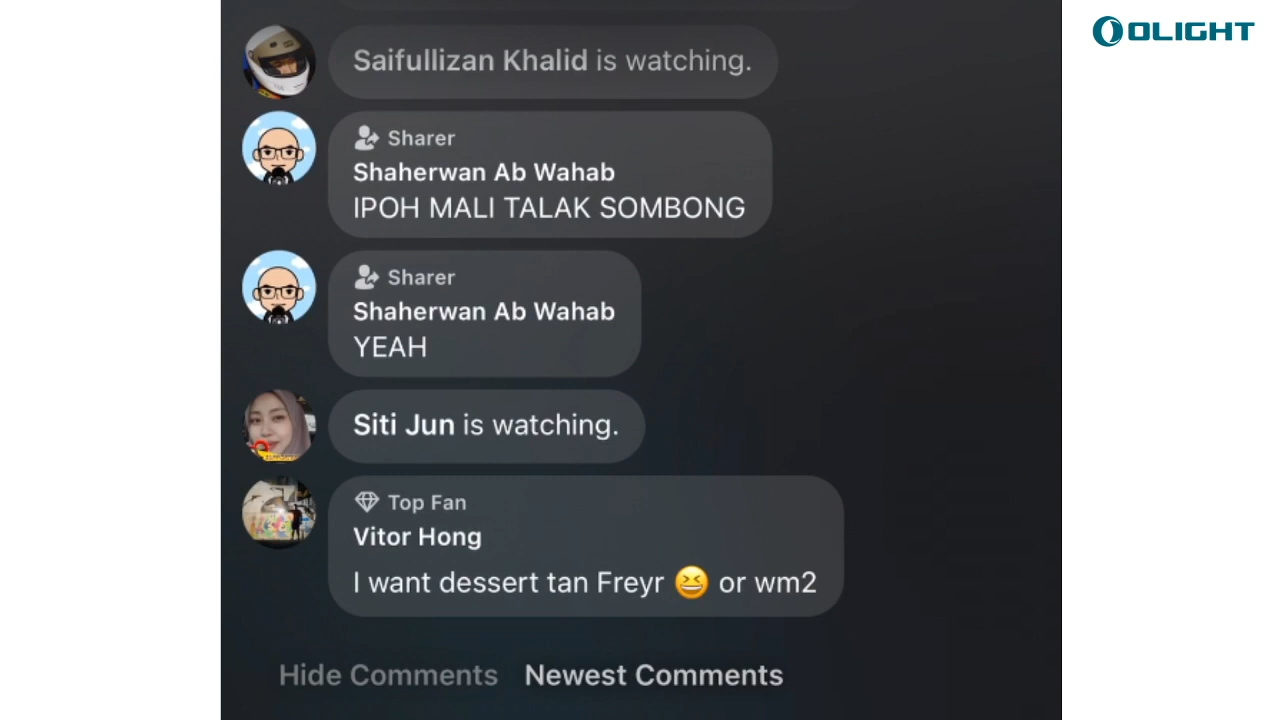 OLIGHT
Saifullizan Khalid is watching.
Sharer
Shaherwan Ab Wahab
IPOH MALI TALAK SOMBONG
Sharer
Shaherwan Ab Wahab
YEAH
Siti Jun is watching.
Top Fan
Vitor Hong
I want dessert tan Freyr 😆 or wm2
Hide Comments Newest Comments